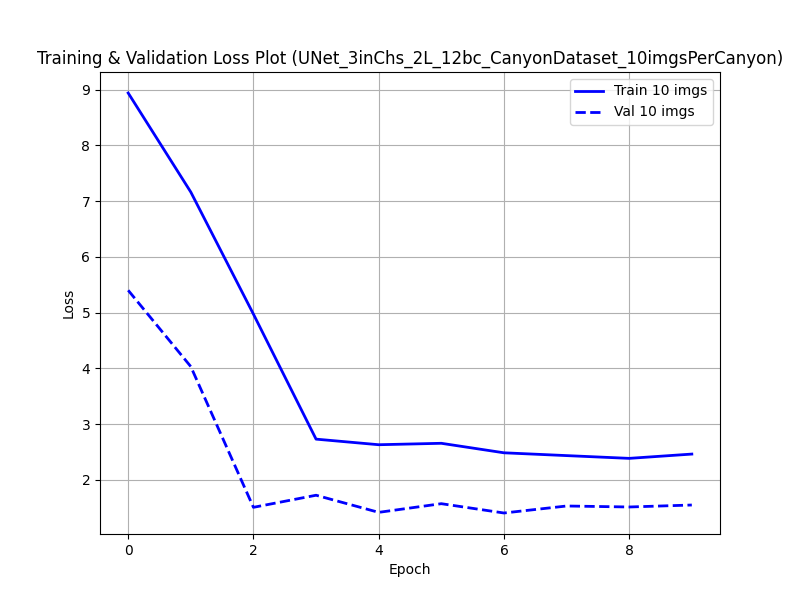 Training & Validation Loss Plot (UNet_3inChs_2L_12bc_CanyonDataset_10imgsPerCanyon)
Train 10 imgs
Val 10 imgs
9
8
7
6
5
4
3
2
Loss
0 2 4 6 8
Epoch